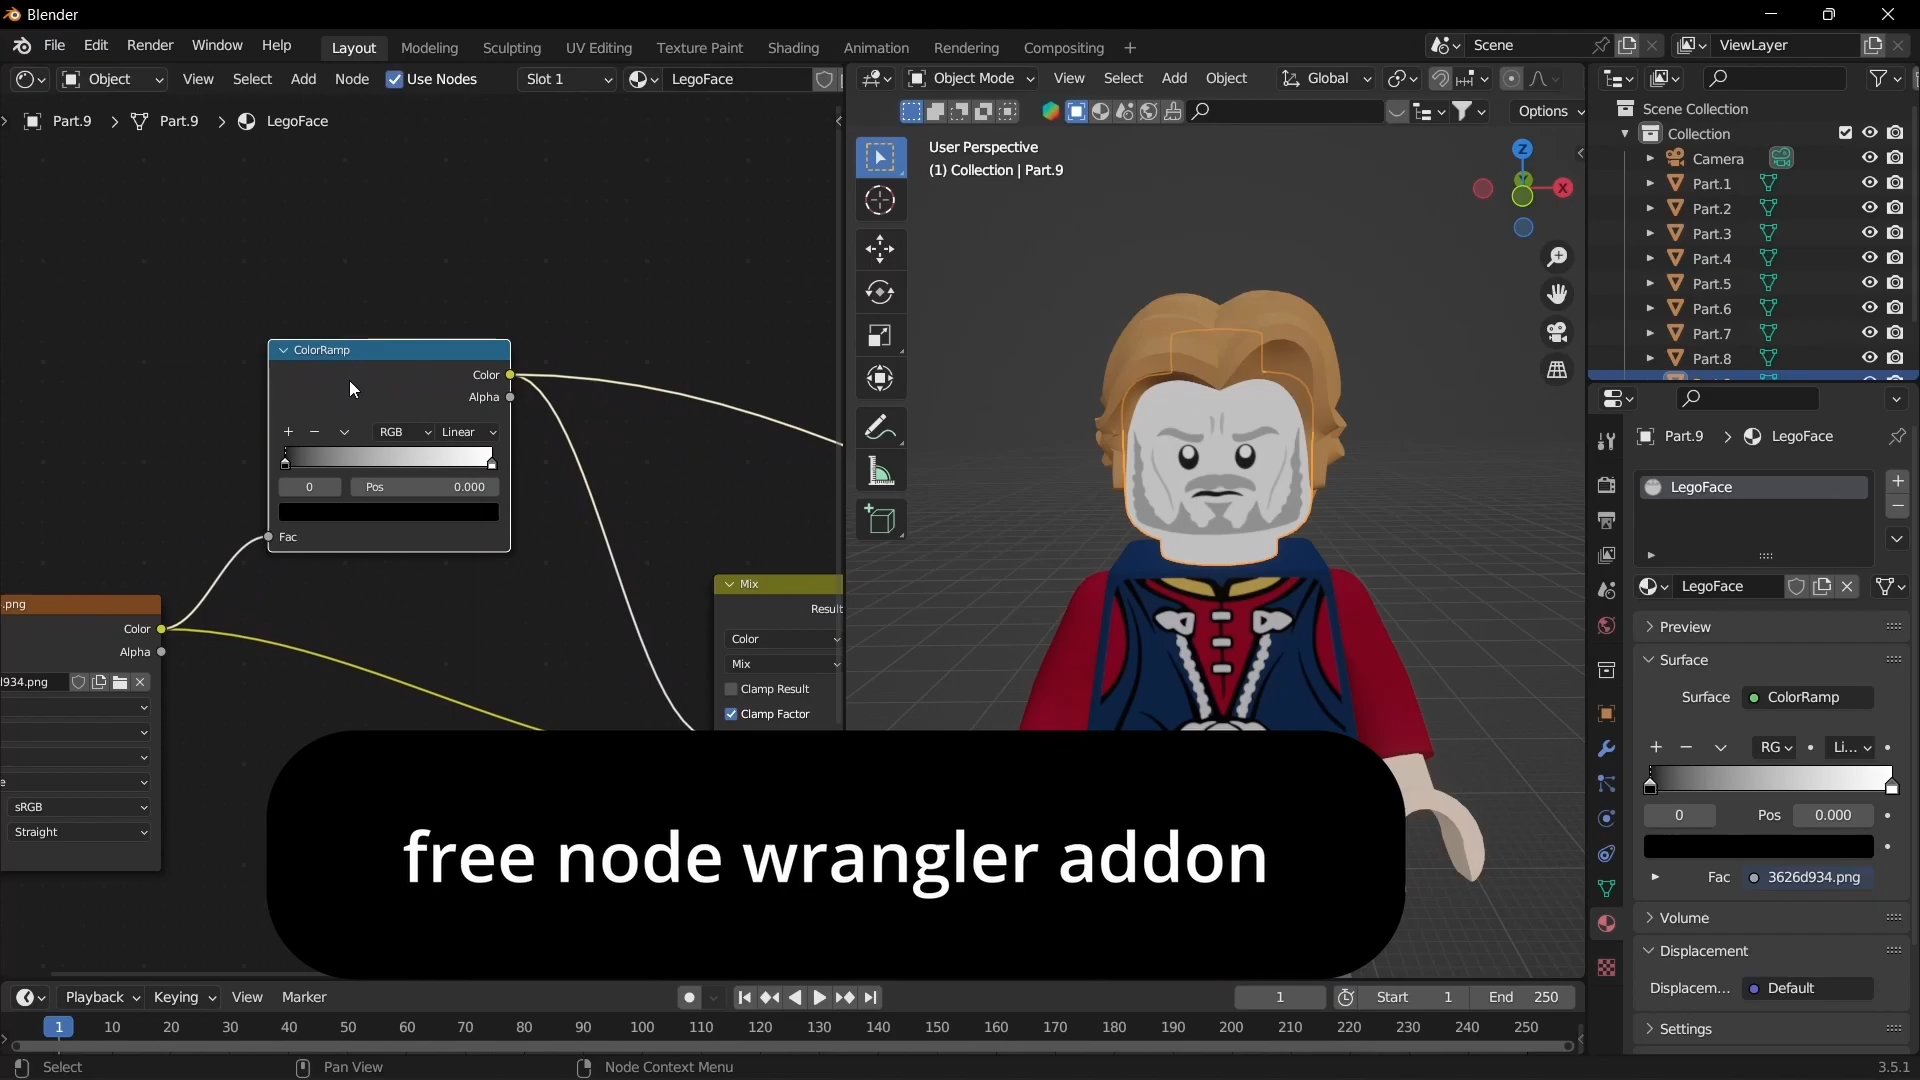 Blender
File Edit Render Window Help
Layout Modeling Sculpting UV Editing Texture Paint Shading Animation Rendering Compositing +
Scene
ViewLayer
Object View Select Add Node Use Nodes Slot 1 LegoFace
Object Mode View Select Add Object Global
Options
Part.9 > Part.9 > LegoFace
User Perspective
(1) Collection | Part.9
Z
X
ColorRamp
Color
Alpha
RGB Linear
0 Pos 0.000
Fac
.png
Color
Alpha
934.png
sRGB
Straight
Mix
Result
Color
Mix
Clamp Result
Clamp Factor
Scene Collection
Collection
Camera
Part.1
Part.2
Part.3
Part.4
Part.5
Part.6
Part.7
Part.8
Part.9 > LegoFace
LegoFace
LegoFace
Preview
Surface
Surface ColorRamp
RG Li...
0 Pos 0.000
Fac 3626d934.png
Volume
Displacement
Displacem... Default
Settings
free node wrangler addon
Playback Keying View Marker
1 Start 1 End 250
1 10 20 30 40 50 60 70 80 90 100 110 120 130 140 150 160 170 180 190 200 210 220 230 240 250
Select Pan View Node Context Menu 3.5.1